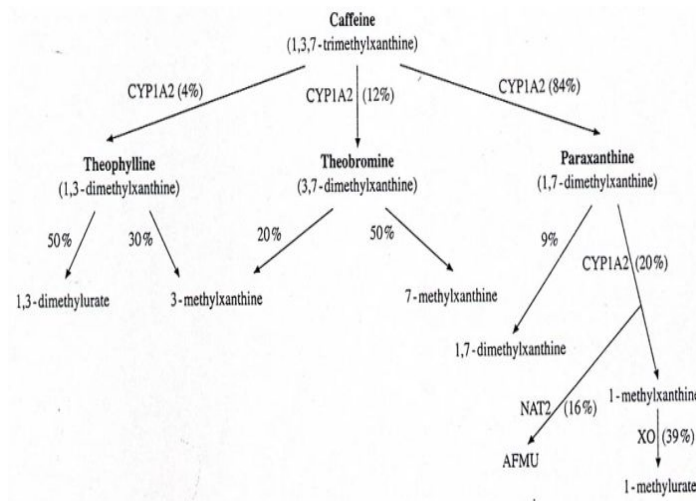 Caffeine
(1,3,7-trimethylxanthine)
CYP1A2 (4%)
CYP1A2 (12%)
CYP1A2 (84%)
Theophylline
(1,3-dimethylxanthine)
Theobromine
(3,7-dimethylxanthine)
Paraxanthine
(1,7-dimethylxanthine)
50%
30%
20%
50%
9%
CYP1A2 (20%)
1,3-dimethylurate
3-methylxanthine
7-methylxanthine
1,7-dimethylxanthine
NAT2 (16%)
1-methylxanthine
XO (39%)
AFMU
1-methylurate